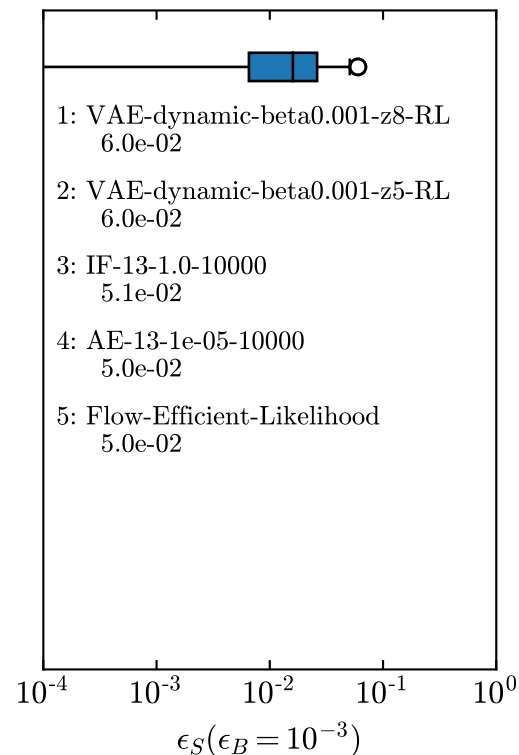 1: VAE-dynamic-beta0.001-z8-RL
6.0e-02
2: VAE-dynamic-beta0.001-z5-RL
6.0e-02
3: IF-13-1.0-10000
5.1e-02
4: AE-13-1e-05-10000
5.0e-02
5: Flow-Efficient-Likelihood
5.0e-02
10⁻⁴ 10⁻³ 10⁻² 10⁻¹ 10⁰
ϵ_S(ϵ_B = 10⁻³)